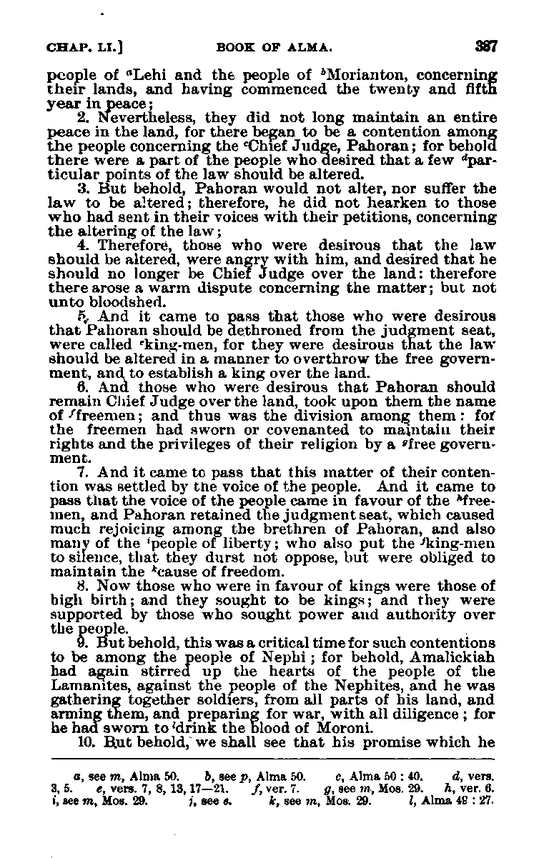 CHAP. LI.] BOOK OF ALMA. 387
people of ᵃLehi and the people of ᵇMorianton, concerning
their lands, and having commenced the twenty and fifth
year in peace;
2. Nevertheless, they did not long maintain an entire
peace in the land, for there began to be a contention among
the people concerning the ᶜChief Judge, Pahoran; for behold
there were a part of the people who desired that a few ᵈpar-
ticular points of the law should be altered.
3. But behold, Pahoran would not alter, nor suffer the
law to be altered; therefore, he did not hearken to those
who had sent in their voices with their petitions, concerning
the altering of the law;
4. Therefore, those who were desirous that the law
should be altered, were angry with him, and desired that he
should no longer be Chief Judge over the land: therefore
there arose a warm dispute concerning the matter; but not
unto bloodshed.
5. And it came to pass that those who were desirous
that Pahoran should be dethroned from the judgment seat,
were called ᵉking-men, for they were desirous that the law
should be altered in a manner to overthrow the free govern-
ment, and to establish a king over the land.
6. And those who were desirous that Pahoran should
remain Chief Judge over the land, took upon them the name
of ᶠfreemen; and thus was the division among them: for
the freemen had sworn or covenanted to maintain their
rights and the privileges of their religion by a ᵍfree govern-
ment.
7. And it came to pass that this matter of their conten-
tion was settled by the voice of the people. And it came to
pass that the voice of the people came in favour of the ʰfree-
men, and Pahoran retained the judgment seat, which caused
much rejoicing among the brethren of Pahoran, and also
many of the ⁱpeople of liberty; who also put the ʲking-men
to silence, that they durst not oppose, but were obliged to
maintain the ᵏcause of freedom.
8. Now those who were in favour of kings were those of
high birth; and they sought to be kings; and they were
supported by those who sought power and authority over
the people.
9. But behold, this was a critical time for such contentions
to be among the people of Nephi; for behold, Amalickiah
had again stirred up the hearts of the people of the
Lamanites, against the people of the Nephites, and he was
gathering together soldiers, from all parts of his land, and
arming them, and preparing for war, with all diligence; for
he had sworn to ˡdrink the blood of Moroni.
10. But behold, we shall see that his promise which he
a, see m, Alma 50. b, see p, Alma 50. c, Alma 50 : 40. d, vers.
3, 5. e, vers. 7, 8, 13, 17—21. f, ver. 7. g, see m, Mos. 29. h, ver. 6.
i, see m, Mos. 29. j, see e. k, see m, Mos. 29. l, Alma 49 : 27.